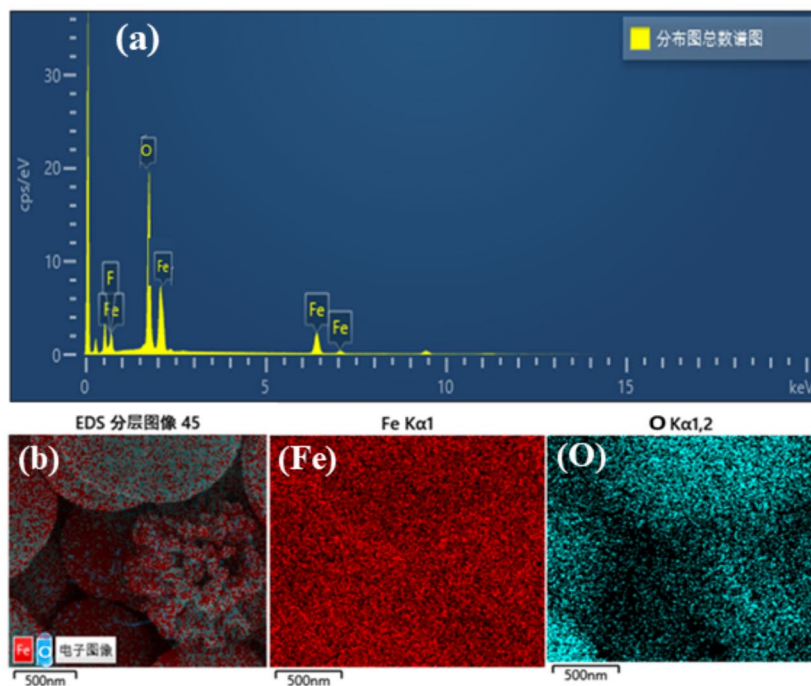 (a)
分布图总数谱图
cps/eV
30
20
10
0
O
Fe
F
Fe
Fe
Fe
0 5 10 15 keV
EDS 分层图像 45
Fe Kα1
O Kα1,2
(b)
(Fe)
(O)
Fe O 电子图像
500nm
500nm
500nm